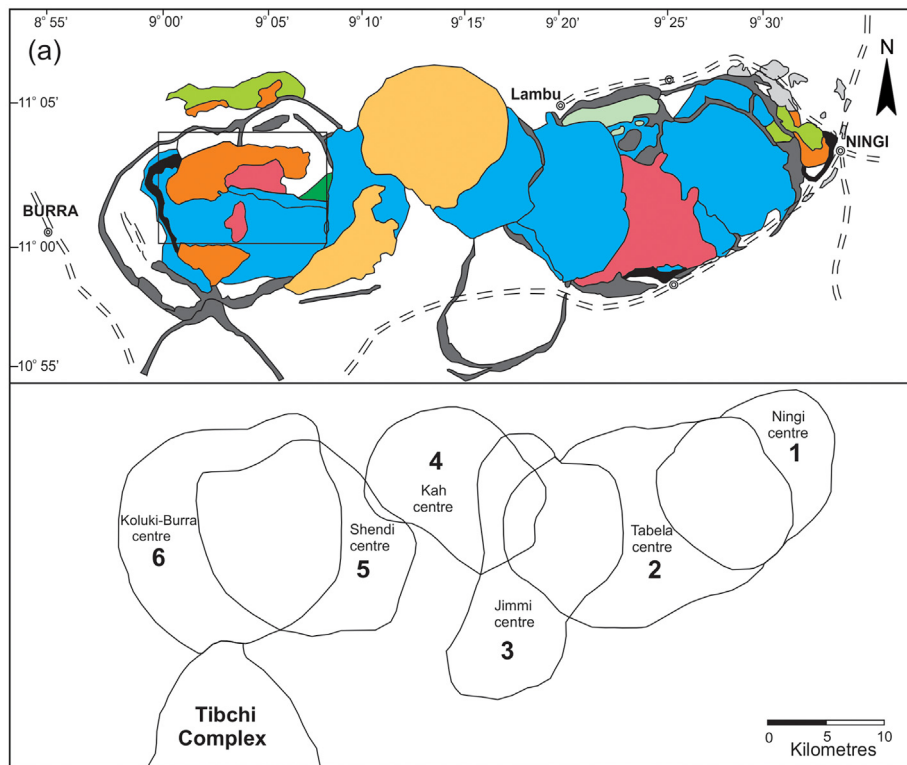 8° 55' 9° 00' 9° 05' 9° 10' 9° 15' 9° 20' 9° 25' 9° 30'
(a)
N
11° 05'
Lambu
NINGI
BURRA
11° 00'
10° 55'
Ningi
centre
1
4
Kah
centre
Koluki-Burra
centre
6
Shendi
centre
5
Tabela
centre
2
Jimmi
centre
3
Tibchi
Complex
0 5 10
Kilometres